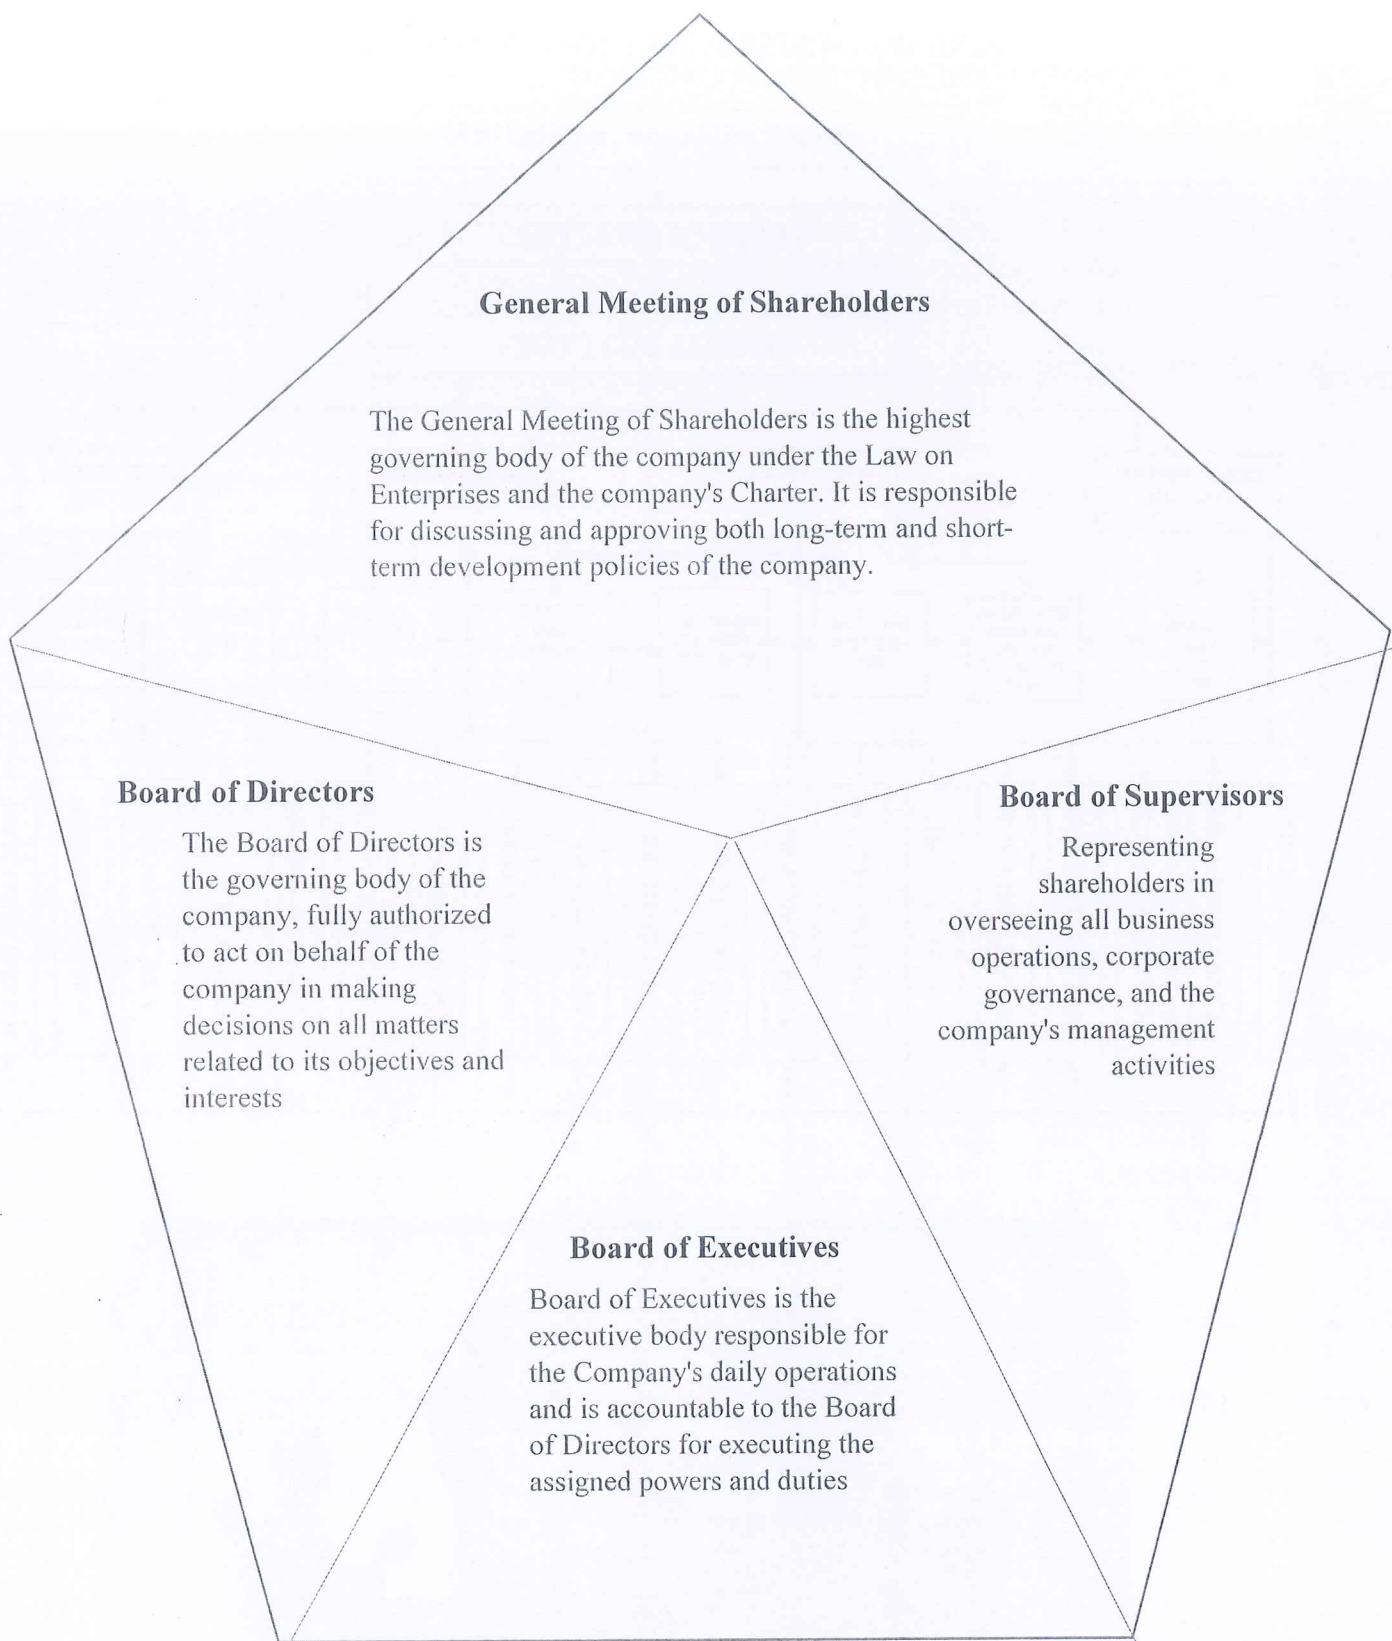 General Meeting of Shareholders
The General Meeting of Shareholders is the highest
governing body of the company under the Law on
Enterprises and the company's Charter. It is responsible
for discussing and approving both long-term and short-
term development policies of the company.
Board of Directors
The Board of Directors is
the governing body of the
company, fully authorized
to act on behalf of the
company in making
decisions on all matters
related to its objectives and
interests
Board of Supervisors
Representing
shareholders in
overseeing all business
operations, corporate
governance, and the
company's management
activities
Board of Executives
Board of Executives is the
executive body responsible for
the Company's daily operations
and is accountable to the Board
of Directors for executing the
assigned powers and duties